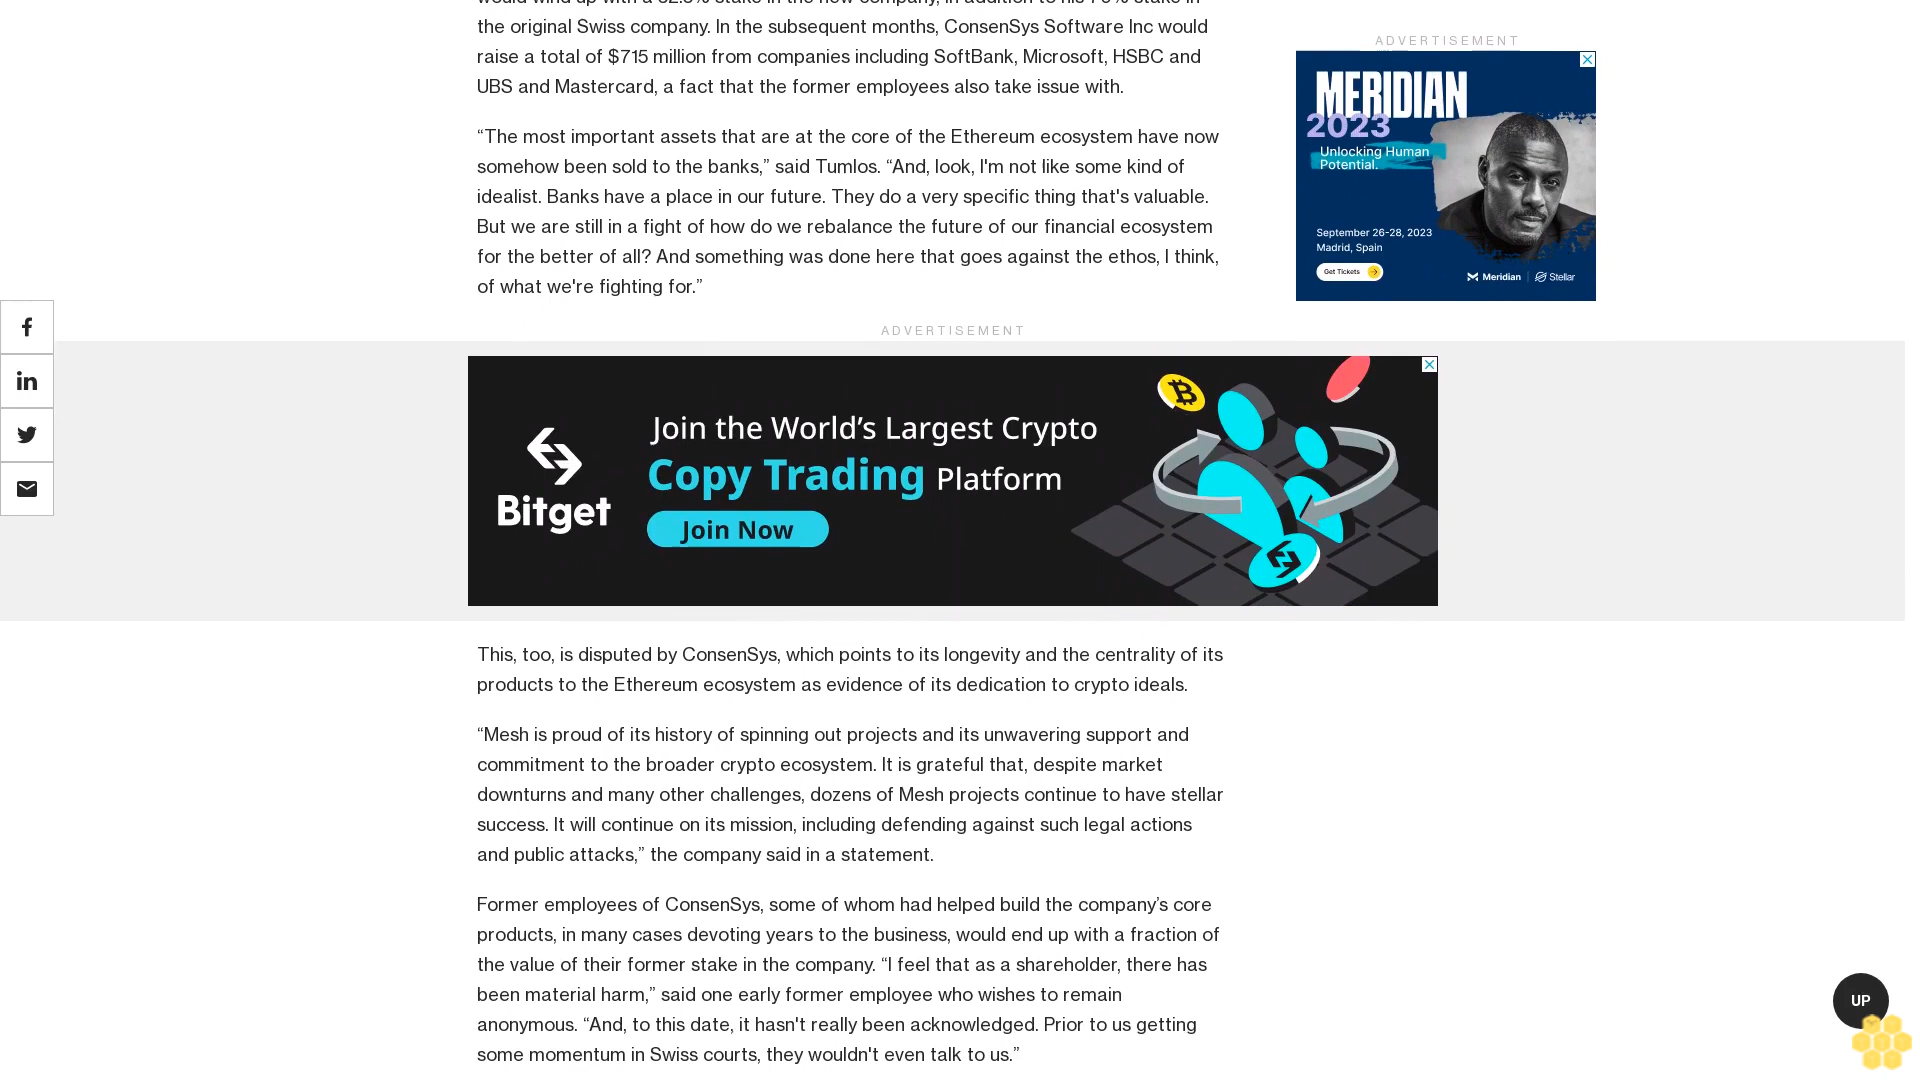 the original Swiss company. In the subsequent months, ConsenSys Software Inc would
raise a total of $715 million from companies including SoftBank, Microsoft, HSBC and
UBS and Mastercard, a fact that the former employees also take issue with.
“The most important assets that are at the core of the Ethereum ecosystem have now
somehow been sold to the banks,” said Tumlos. “And, look, I'm not like some kind of
idealist. Banks have a place in our future. They do a very specific thing that's valuable.
But we are still in a fight of how do we rebalance the future of our financial ecosystem
for the better of all? And something was done here that goes against the ethos, I think,
of what we're fighting for.”
ADVERTISEMENT
MERIDIAN
2023
Unlocking Human
Potential.
September 26-28, 2023
Madrid, Spain
Get Tickets
Meridian
Stellar
ADVERTISEMENT
Bitget
Join the World’s Largest Crypto
Copy Trading Platform
Join Now
This, too, is disputed by ConsenSys, which points to its longevity and the centrality of its
products to the Ethereum ecosystem as evidence of its dedication to crypto ideals.
“Mesh is proud of its history of spinning out projects and its unwavering support and
commitment to the broader crypto ecosystem. It is grateful that, despite market
downturns and many other challenges, dozens of Mesh projects continue to have stellar
success. It will continue on its mission, including defending against such legal actions
and public attacks,” the company said in a statement.
Former employees of ConsenSys, some of whom had helped build the company’s core
products, in many cases devoting years to the business, would end up with a fraction of
the value of their former stake in the company. “I feel that as a shareholder, there has
been material harm,” said one early former employee who wishes to remain
anonymous. “And, to this date, it hasn't really been acknowledged. Prior to us getting
some momentum in Swiss courts, they wouldn't even talk to us.”
UP